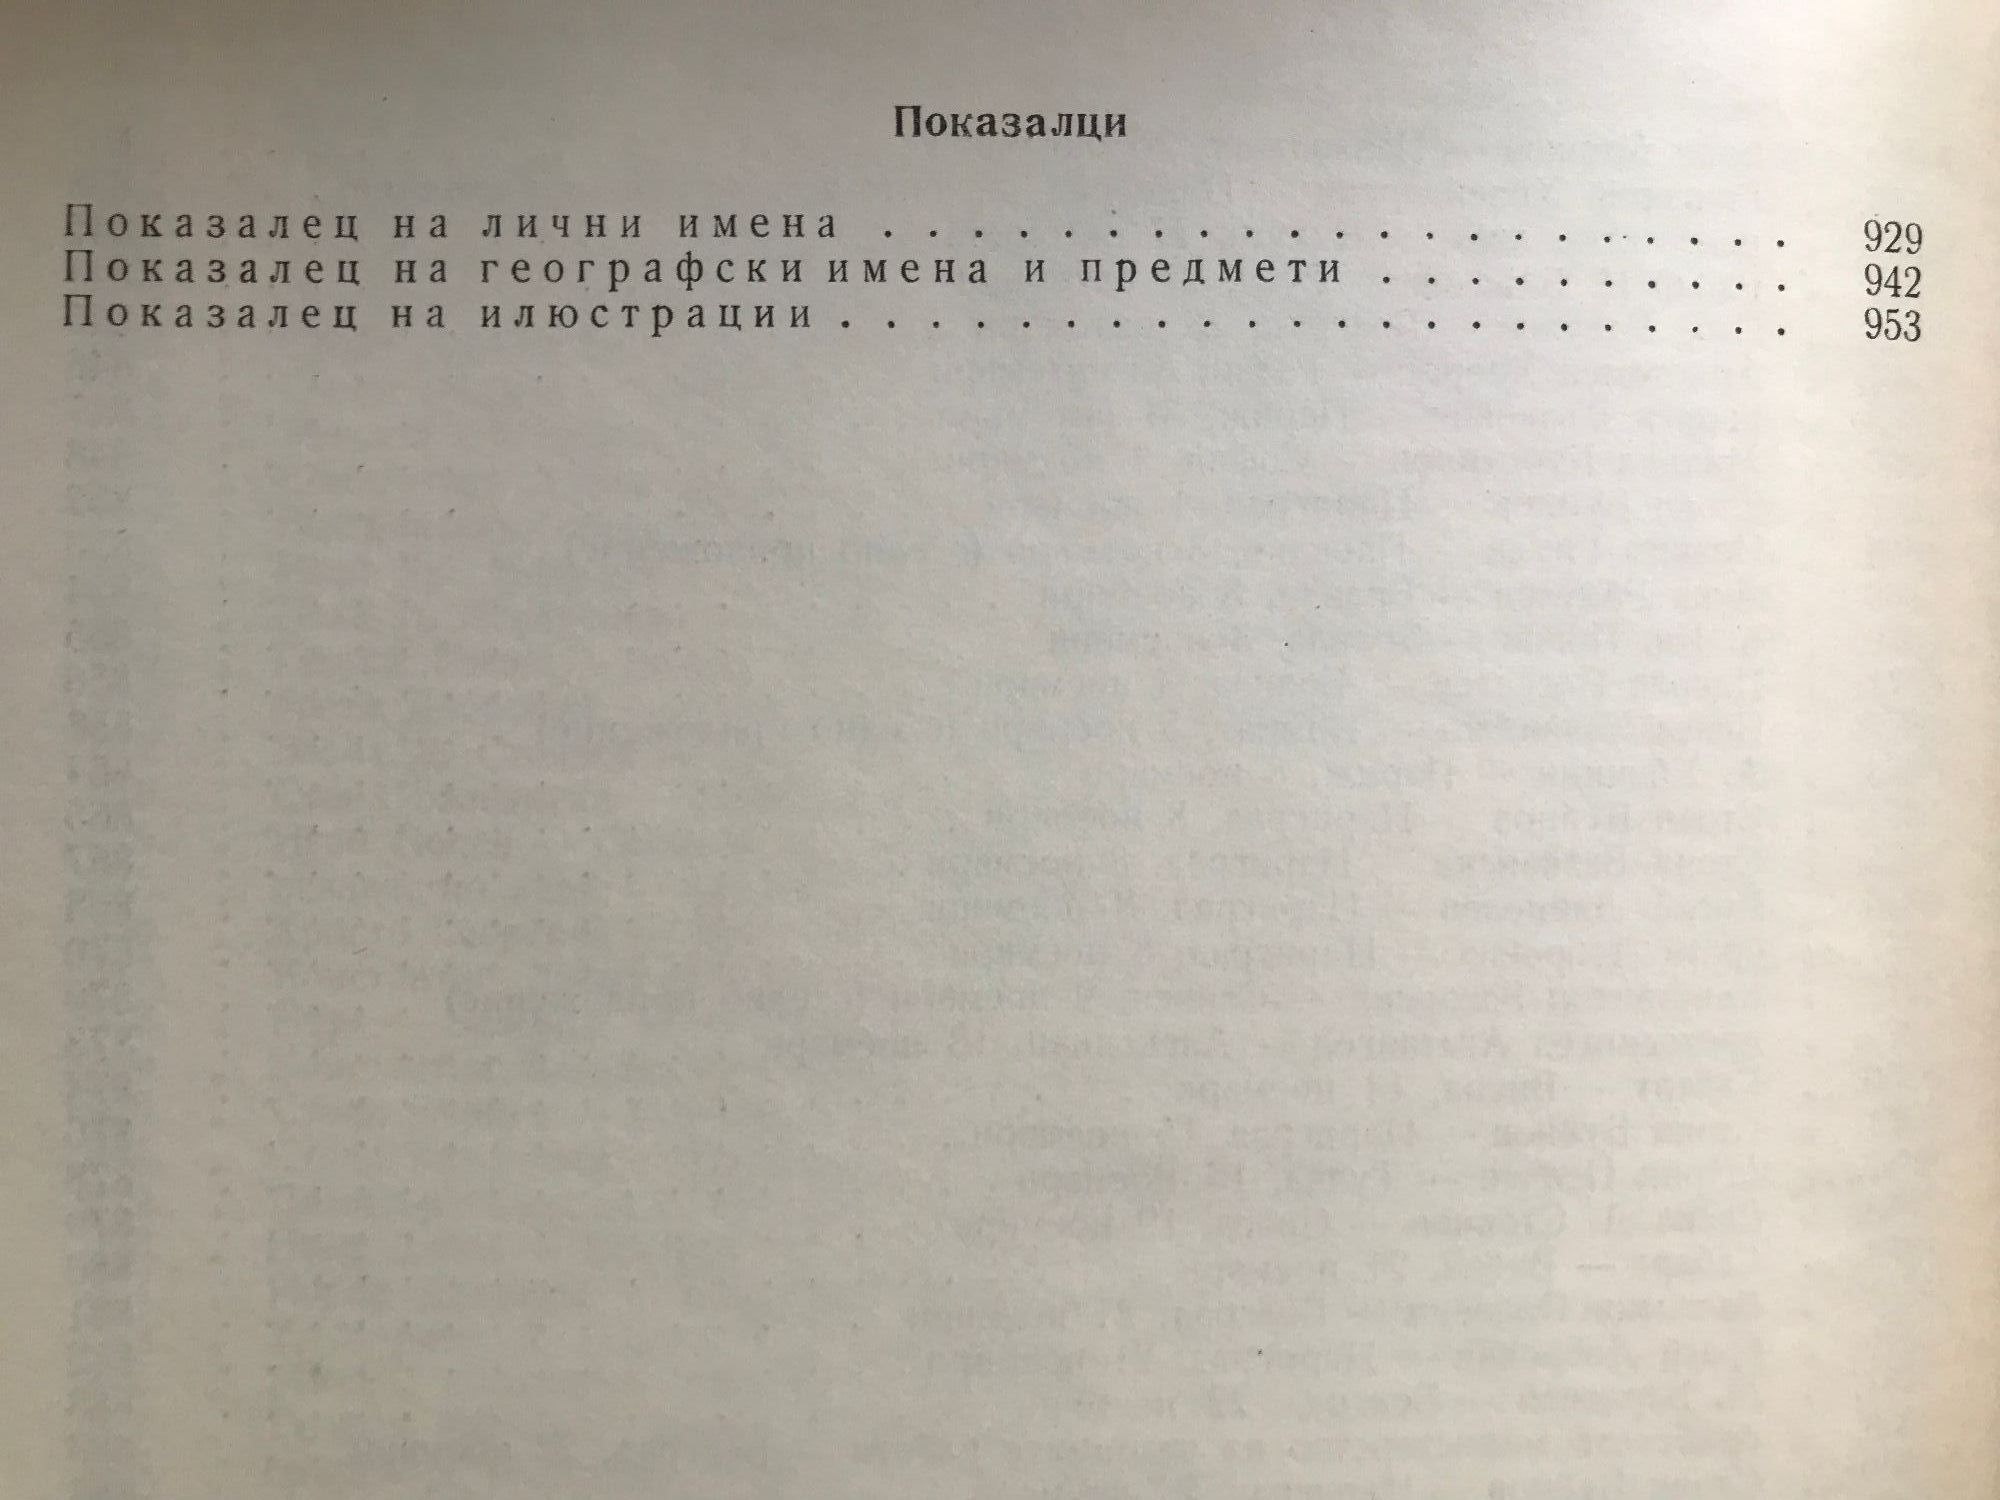 Показалци
Показалец на лични имена . . . . . . . . . . . . . . . . . . . . . 929
Показалец на географски имена и предмети . . . . . . . . . . 942
Показалец на илюстрации . . . . . . . . . . . . . . . . . . . . . . 953